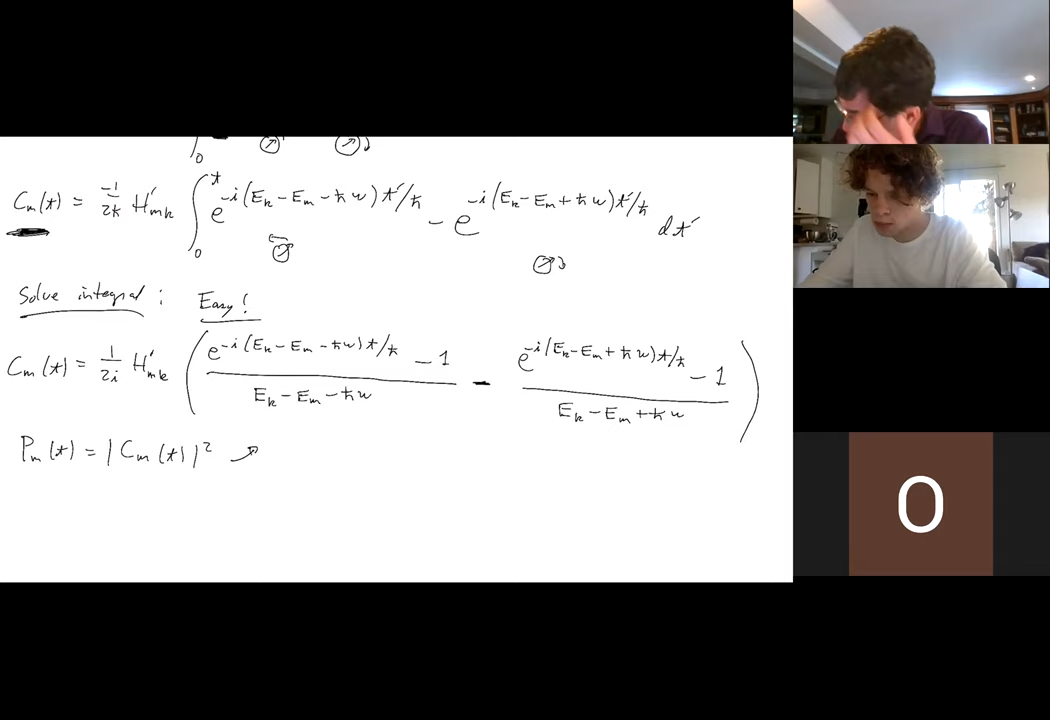 0
C_m(t) = -1/2ħ H'_mk ∫_0^t e^{-i(E_k - E_m - ħω)t'/ħ} - e^{-i(E_k - E_m + ħω)t'/ħ} dt'
Solve integral : Easy!
C_m(t) = 1/2i H'_mk ( (e^{-i(E_k - E_m - ħω)t/ħ} - 1)/(E_k - E_m - ħω) - (e^{-i(E_k - E_m + ħω)t/ħ} - 1)/(E_k - E_m + ħω) )
P_m(t) = |C_m(t)|² →
O